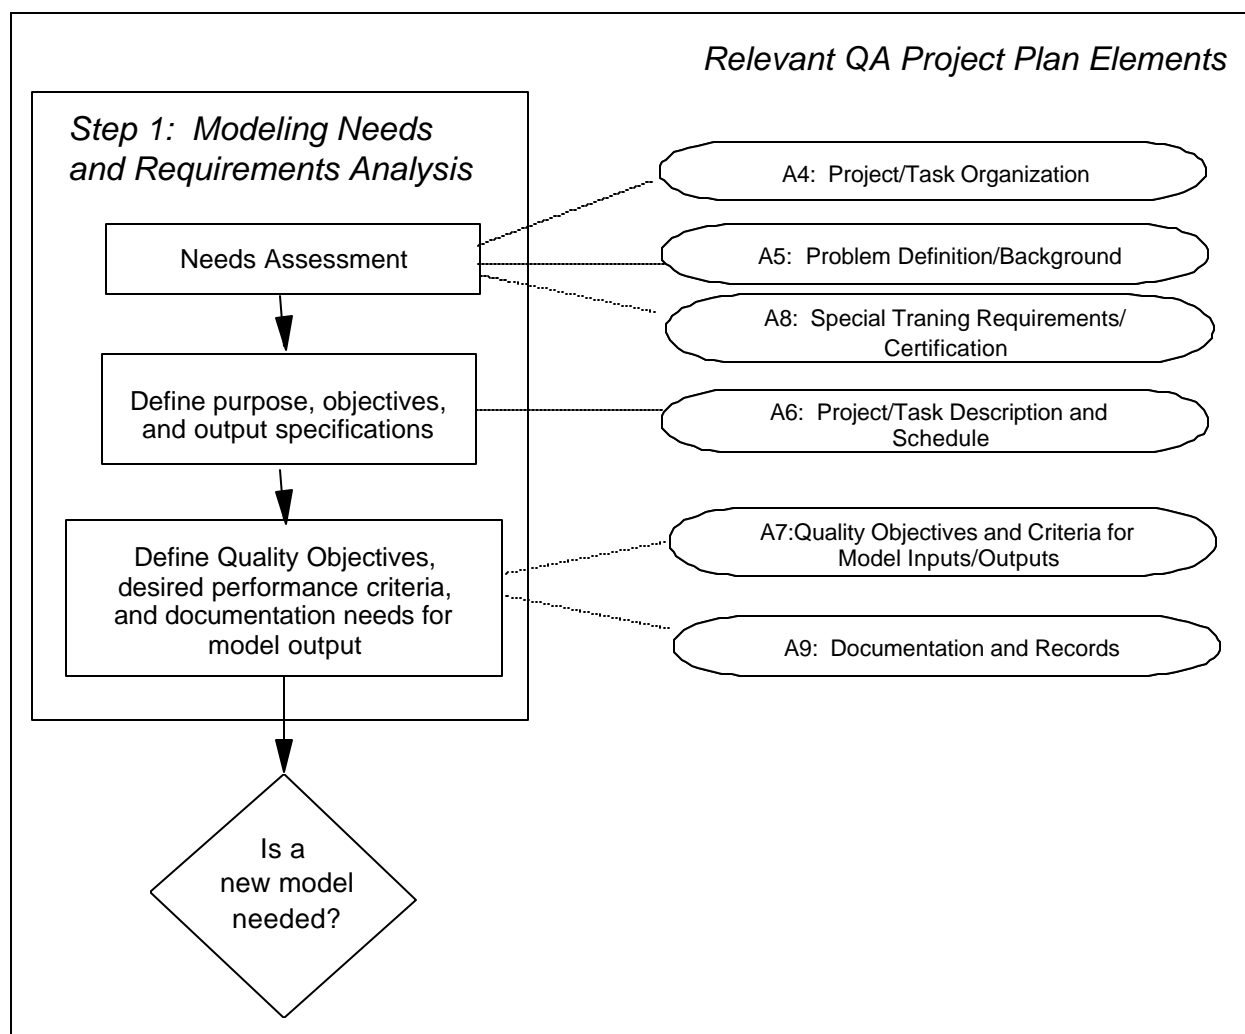 Relevant QA Project Plan Elements
Step 1: Modeling Needs
and Requirements Analysis
A4: Project/Task Organization
Needs Assessment
A5: Problem Definition/Background
A8: Special Traning Requirements/
Certification
Define purpose, objectives,
and output specifications
A6: Project/Task Description and
Schedule
Define Quality Objectives,
desired performance criteria,
and documentation needs for
model output
A7:Quality Objectives and Criteria for
Model Inputs/Outputs
A9: Documentation and Records
Is a
new model
needed?